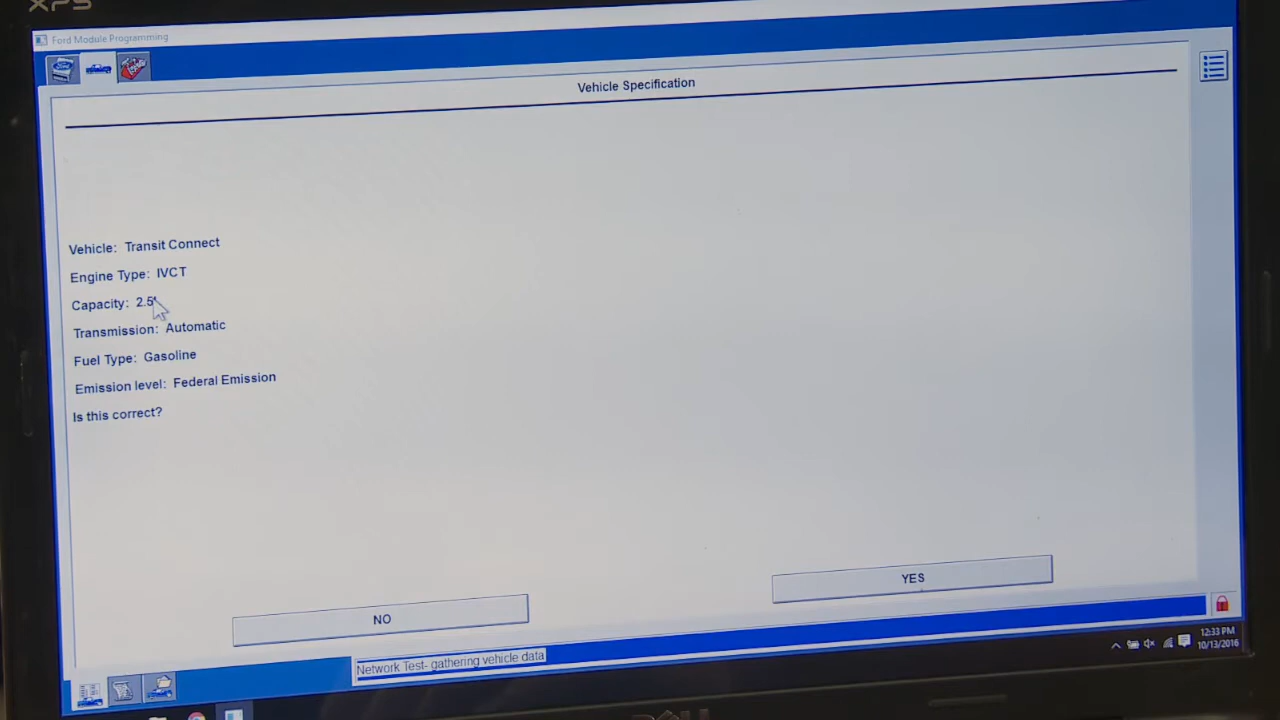 XPS
Ford Module Programming
Vehicle Specification
Vehicle: Transit Connect
Engine Type: IVCT
Capacity: 2.5
Transmission: Automatic
Fuel Type: Gasoline
Emission level: Federal Emission
Is this correct?
YES
NO
Network Test- gathering vehicle data
12:33 PM
10/13/2016
DELL